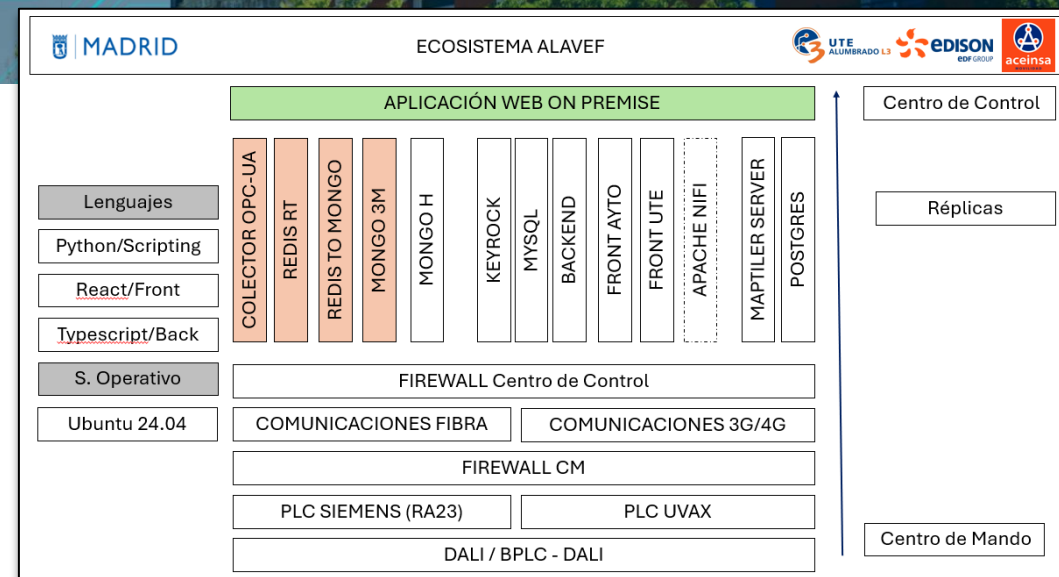 MADRID
ECOSISTEMA ALAVEF
UTE
ALUMBRADO L3
eDISON
eDF GROUP
aceinsa
APLICACIÓN WEB ON PREMISE
Centro de Control
COLECTOR OPC-UA
REDIS RT
REDIS TO MONGO
MONGO 3M
MONGO H
KEYROCK
MYSQL
BACKEND
FRONT AYTO
FRONT UTE
APACHE NIFI
MAPTILER SERVER
POSTGRES
Réplicas
Lenguajes
Python/Scripting
React/Front
Typescript/Back
S. Operativo
Ubuntu 24.04
FIREWALL Centro de Control
COMUNICACIONES FIBRA
COMUNICACIONES 3G/4G
FIREWALL CM
PLC SIEMENS (RA23)
PLC UVAX
Centro de Mando
DALI / BPLC - DALI